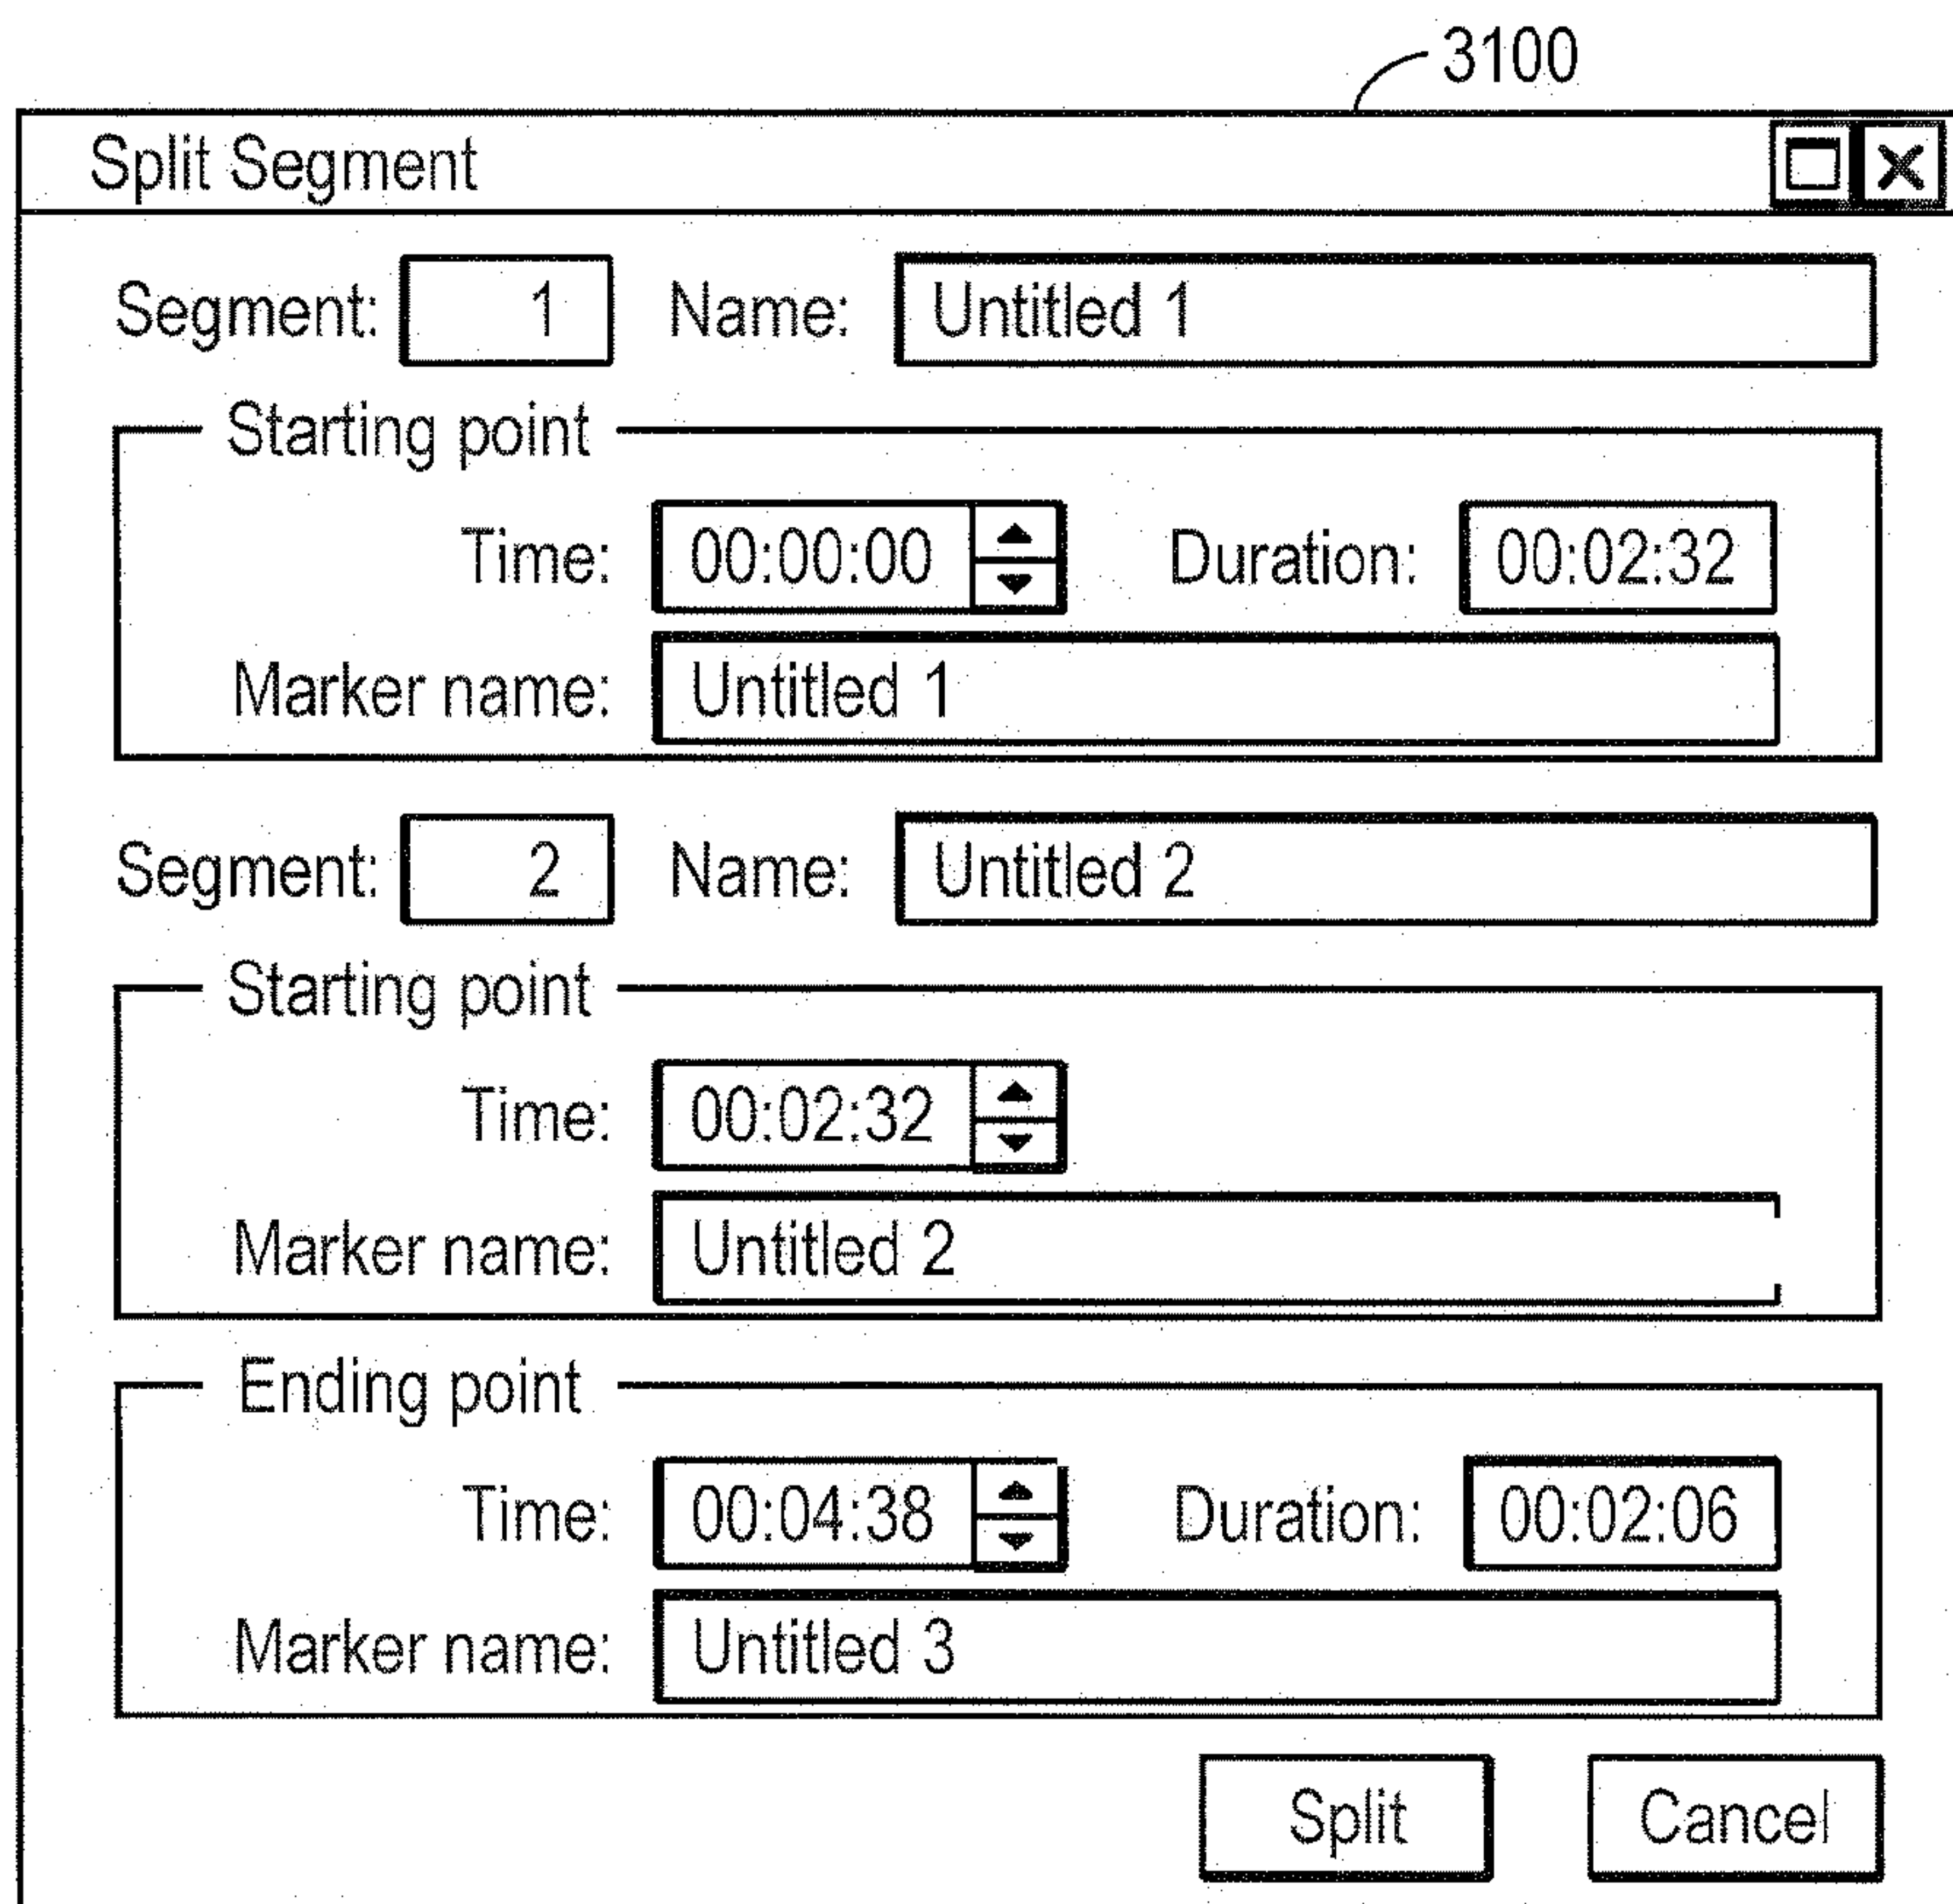 3100
Split Segment
Segment: 1 Name: Untitled 1
Starting point
Time: 00:00:00 Duration: 00:02:32
Marker name: Untitled 1
Segment: 2 Name: Untitled 2
Starting point
Time: 00:02:32
Marker name: Untitled 2
Ending point
Time: 00:04:38 Duration: 00:02:06
Marker name: Untitled 3
Split Cancel